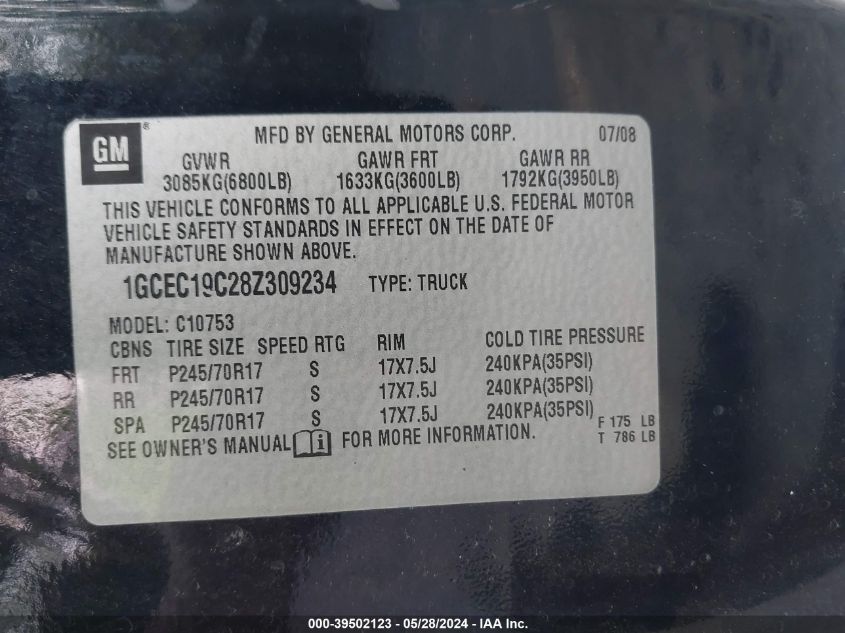 GM® MFD BY GENERAL MOTORS CORP. 07/08
GVWR GAWR FRT GAWR RR
3085KG(6800LB) 1633KG(3600LB) 1792KG(3950LB)
THIS VEHICLE CONFORMS TO ALL APPLICABLE U.S. FEDERAL MOTOR
VEHICLE SAFETY STANDARDS IN EFFECT ON THE DATE OF
MANUFACTURE SHOWN ABOVE.
1GCEC19C28Z309234 TYPE: TRUCK
MODEL: C10753
CBNS TIRE SIZE SPEED RTG RIM COLD TIRE PRESSURE
FRT P245/70R17 S 17X7.5J 240KPA(35PSI)
RR P245/70R17 S 17X7.5J 240KPA(35PSI)
SPA P245/70R17 S 17X7.5J 240KPA(35PSI) F 175 LB
SEE OWNER'S MANUAL i FOR MORE INFORMATION. T 786 LB
000-39502123 - 05/28/2024 - IAA Inc.